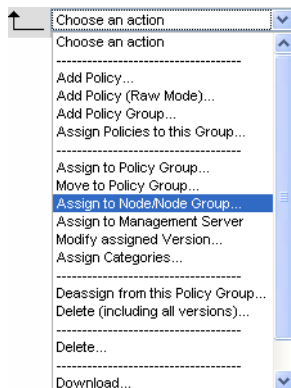 Choose an action
Choose an action
-----------------------------------
Add Policy...
Add Policy (Raw Mode)...
Add Policy Group...
Assign Policies to this Group...
-----------------------------------
Assign to Policy Group...
Move to Policy Group...
Assign to Node/Node Group...
Assign to Management Server
Modify assigned Version...
Assign Categories...
-----------------------------------
Deassign from this Policy Group...
Delete (including all versions)...
-----------------------------------
Delete...
-----------------------------------
Download...